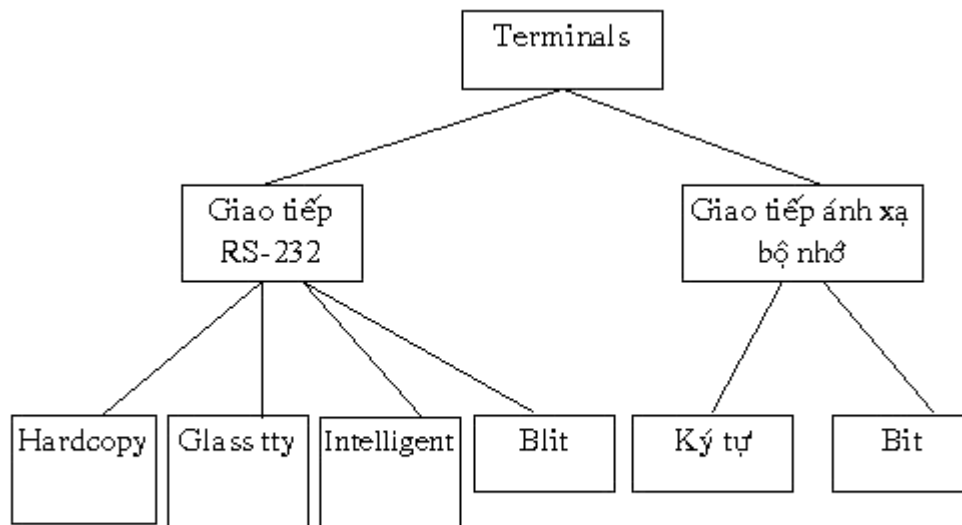 Terminals
Giao tiếp
RS-232
Giao tiếp ánh xạ
bộ nhớ
Hardcopy
Glass tty
Intelligent
Blit
Ký tự
Bit